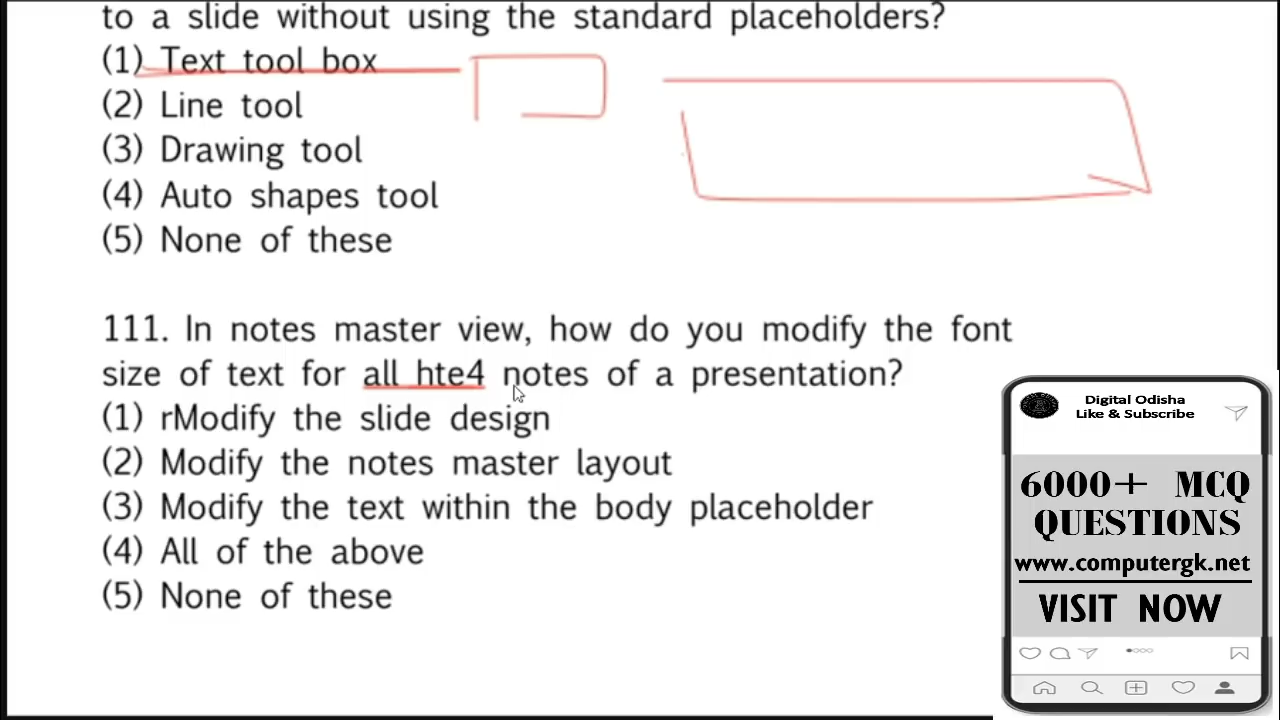 to a slide without using the standard placeholders?
(1) Text tool box
(2) Line tool
(3) Drawing tool
(4) Auto shapes tool
(5) None of these
111. In notes master view, how do you modify the font
size of text for all hte4 notes of a presentation?
(1) rModify the slide design
(2) Modify the notes master layout
(3) Modify the text within the body placeholder
(4) All of the above
(5) None of these
Digital Odisha
Like & Subscribe
6000+ MCQ
QUESTIONS
www.computergk.net
VISIT NOW